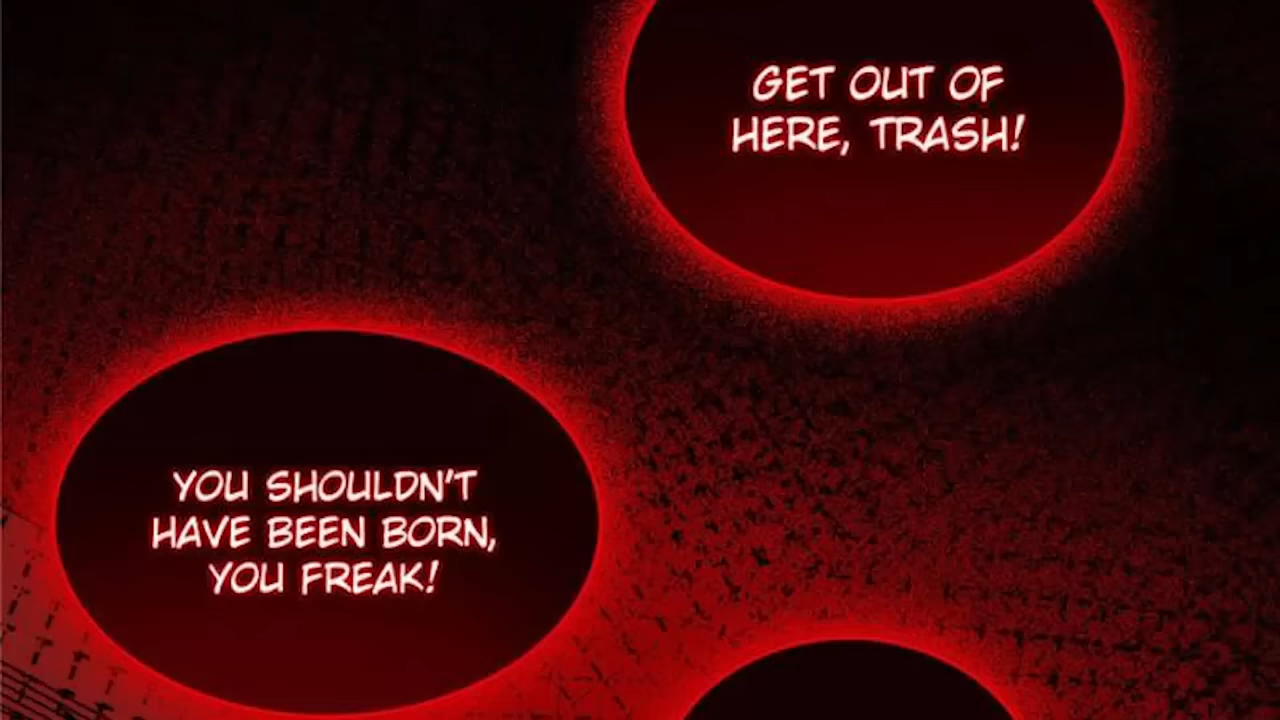 GET OUT OF
HERE, TRASH!
YOU SHOULDN'T
HAVE BEEN BORN,
YOU FREAK!